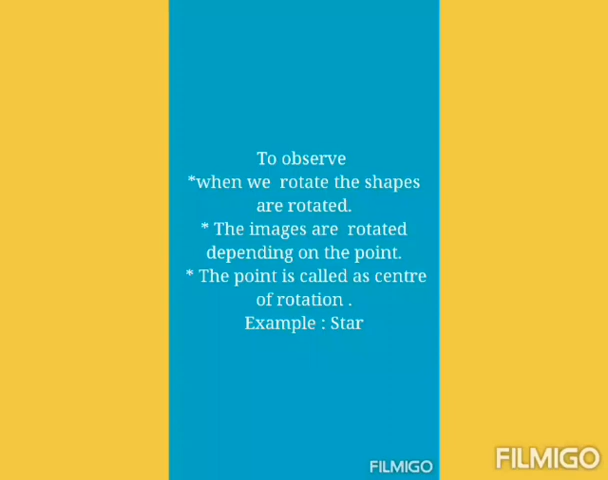 To observe
*when we rotate the shapes
are rotated.
* The images are rotated
depending on the point.
* The point is called as centre
of rotation .
Example : Star
FILMIGO
FILMIGO